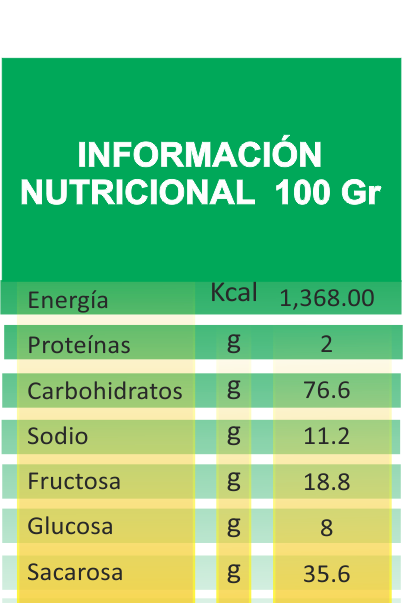 INFORMACIÓN
NUTRICIONAL 100 Gr
Energía Kcal 1,368.00
Proteínas g 2
Carbohidratos g 76.6
Sodio g 11.2
Fructosa g 18.8
Glucosa g 8
Sacarosa g 35.6